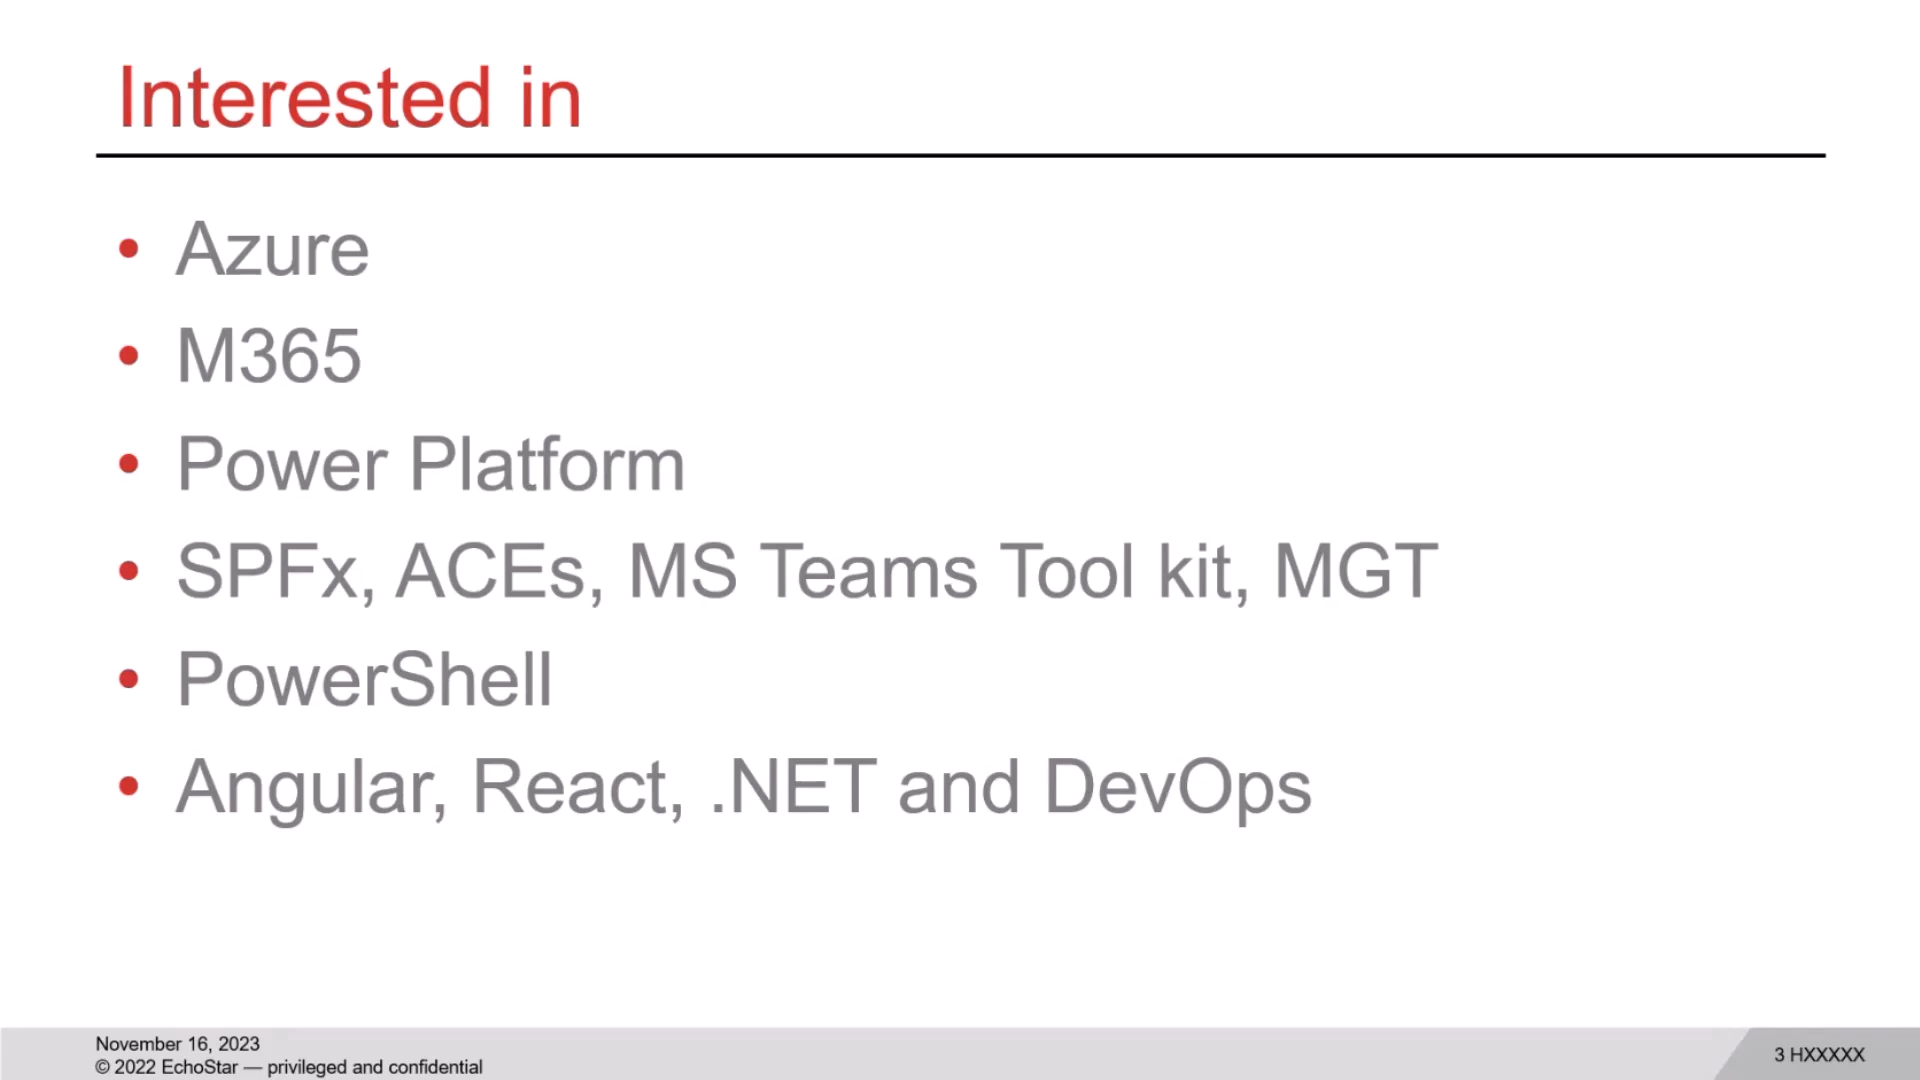 Interested in
• Azure
• M365
• Power Platform
• SPFx, ACEs, MS Teams Tool kit, MGT
• PowerShell
• Angular, React, .NET and DevOps
November 16, 2023
© 2022 EchoStar — privileged and confidential
3 HXXXXX